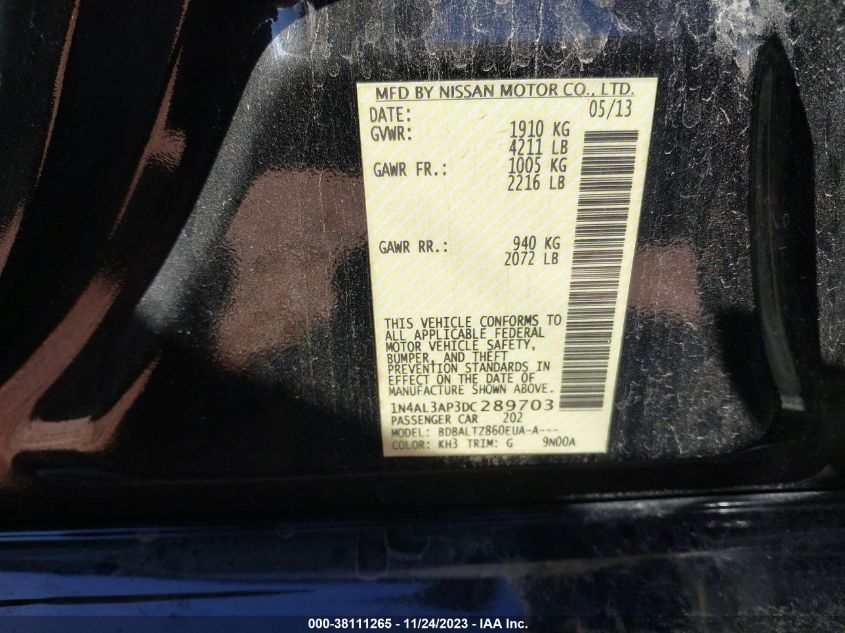 MFD BY NISSAN MOTOR CO., LTD.
DATE: 05/13
GVWR: 1910 KG
4211 LB
GAWR FR.: 1005 KG
2216 LB
GAWR RR.: 940 KG
2072 LB
THIS VEHICLE CONFORMS TO
ALL APPLICABLE FEDERAL
MOTOR VEHICLE SAFETY,
BUMPER, AND THEFT
PREVENTION STANDARDS IN
EFFECT ON THE DATE OF
MANUFACTURE SHOWN ABOVE.
1N4AL3AP3DC289703
PASSENGER CAR 202
MODEL: BDBALTZ860EUA-A---
COLOR: KH3 TRIM: G 9N00A
000-38111265 - 11/24/2023 - IAA Inc.